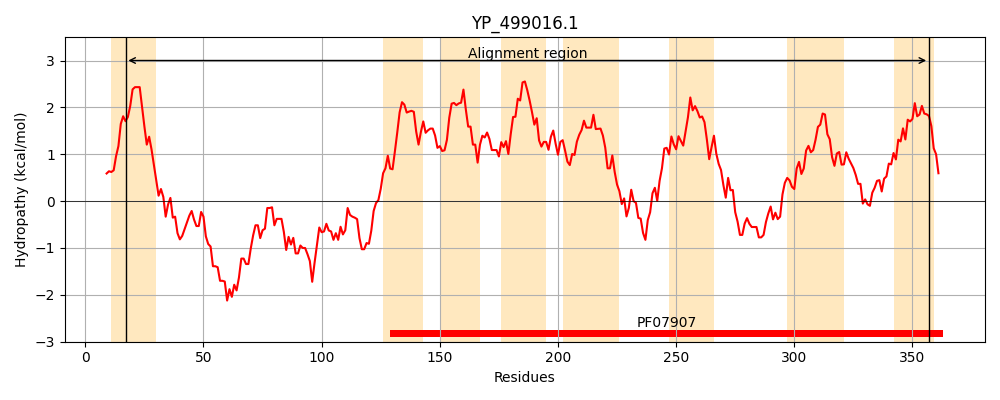 YP_499016.1
Alignment region
3
2
1
0
−1
−2
−3
Hydropathy (kcal/mol)
PF07907
0 50 100 150 200 250 300 350
Residues